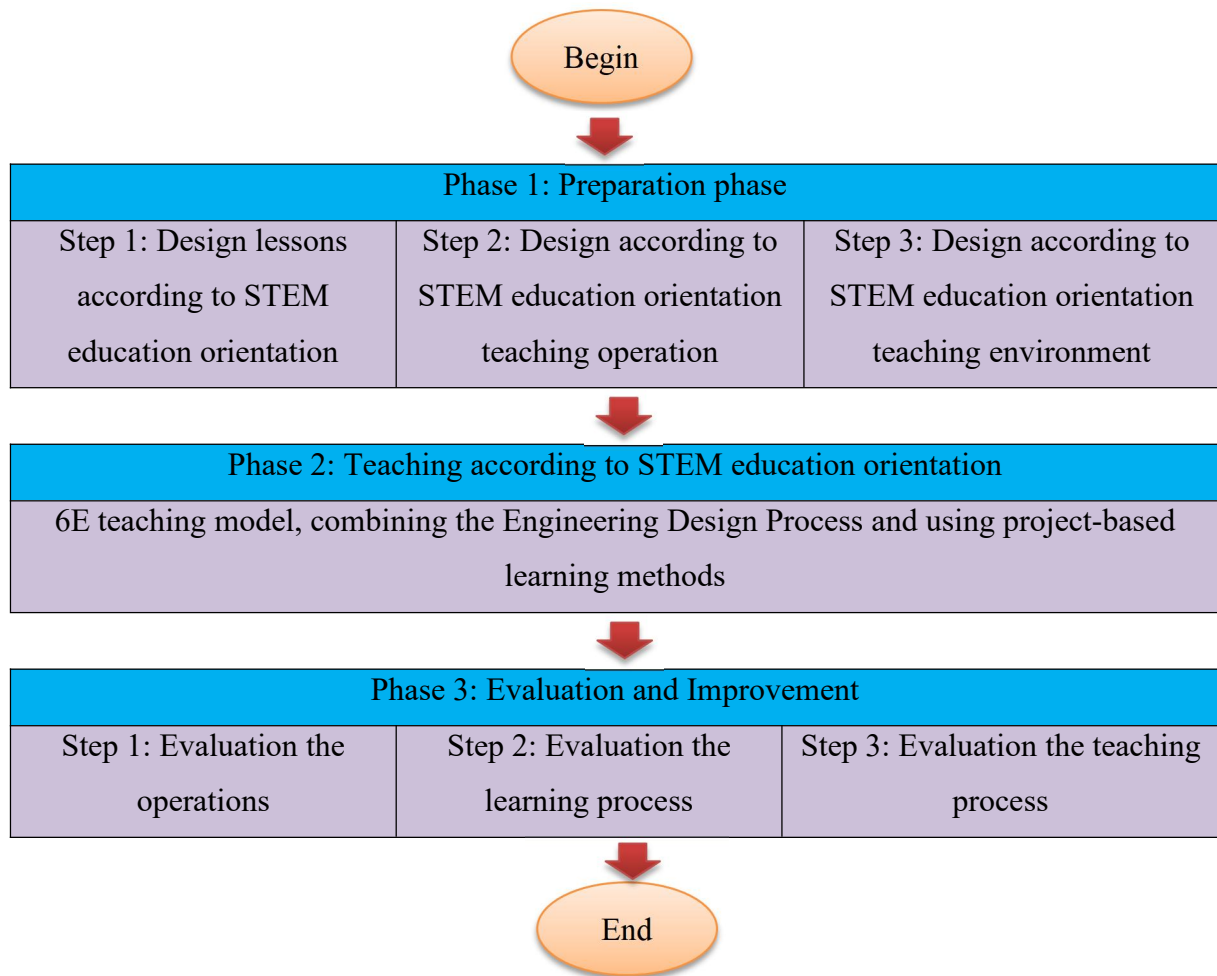 Begin
Phase 1: Preparation phase
Step 1: Design lessons
according to STEM
education orientation
Step 2: Design according to
STEM education orientation
teaching operation
Step 3: Design according to
STEM education orientation
teaching environment
Phase 2: Teaching according to STEM education orientation
6E teaching model, combining the Engineering Design Process and using project-based
learning methods
Phase 3: Evaluation and Improvement
Step 1: Evaluation the
operations
Step 2: Evaluation the
learning process
Step 3: Evaluation the teaching
process
End